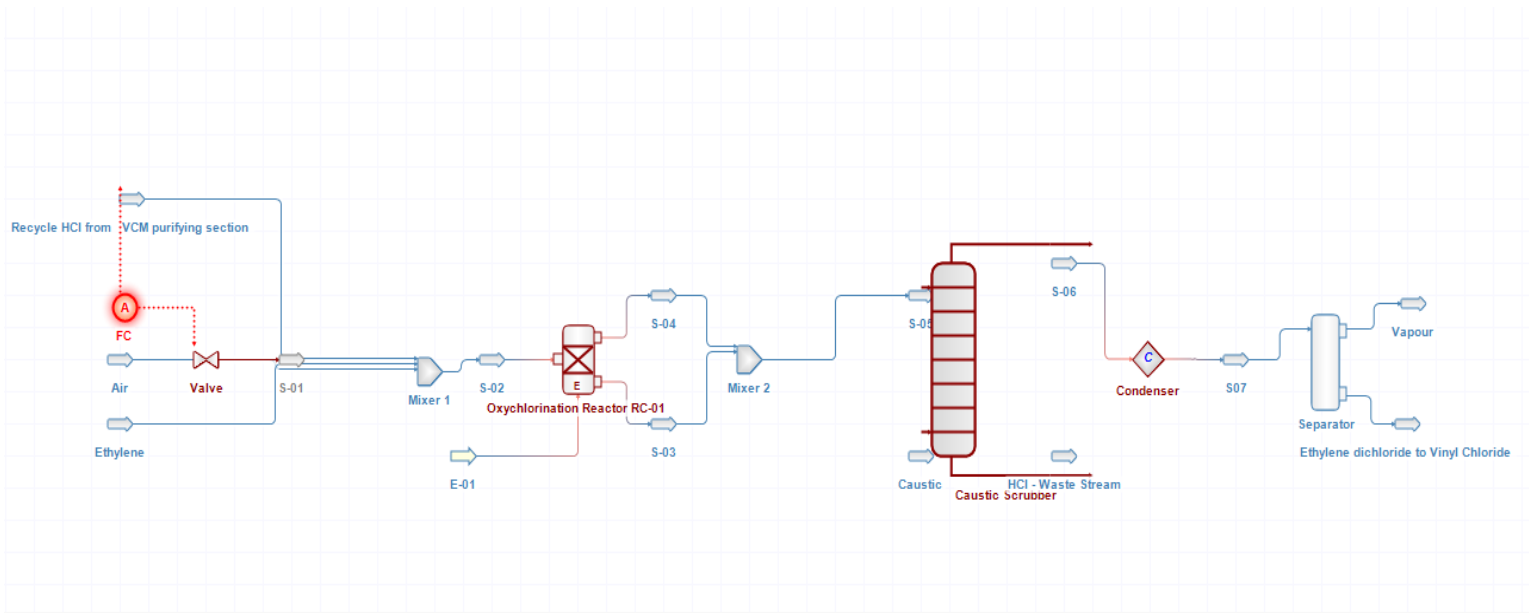 Recycle HCl from VCM purifying section
A
FC
Air
Valve
S-01
Ethylene
Mixer 1
S-02
E
Oxychlorination Reactor RC-01
E-01
S-04
S-03
Mixer 2
S-05
Caustic
Caustic Scrubber
S-06
HCl - Waste Stream
C
Condenser
S07
Separator
Vapour
Ethylene dichloride to Vinyl Chloride